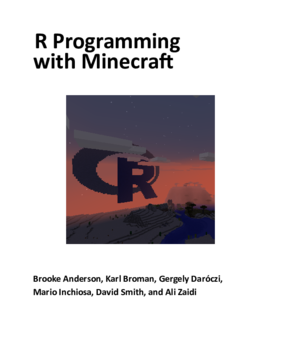 R Programming
with Minecraft
R
Brooke Anderson, Karl Broman, Gergely Daróczi,
Mario Inchiosa, David Smith, and Ali Zaidi